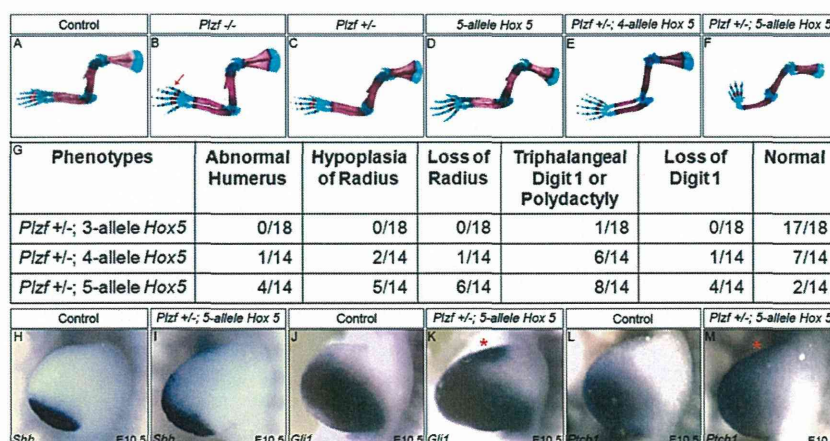 Control
Plzf -/-
Plzf +/-
5-allele Hox 5
Plzf +/-; 4-allele Hox 5
Plzf +/-; 5-allele Hox 5
A
B
C
D
E
F
G
Phenotypes
Abnormal Humerus
Hypoplasia of Radius
Loss of Radius
Triphalangeal Digit 1 or Polydactyly
Loss of Digit 1
Normal
Plzf +/-; 3-allele Hox5 0/18 0/18 0/18 1/18 0/18 17/18
Plzf +/-; 4-allele Hox5 1/14 2/14 1/14 6/14 1/14 7/14
Plzf +/-; 5-allele Hox5 4/14 5/14 6/14 8/14 4/14 2/14
Control
Plzf +/-; 5-allele Hox 5
Control
Plzf +/-; 5-allele Hox 5
Control
Plzf +/-; 5-allele Hox 5
H
I
J
K
*
L
M
*
Shh E10.5
Shh E10.5
Gli1 E10.5
Gli1 E10.5
Ptch1 E10.5
Ptch1